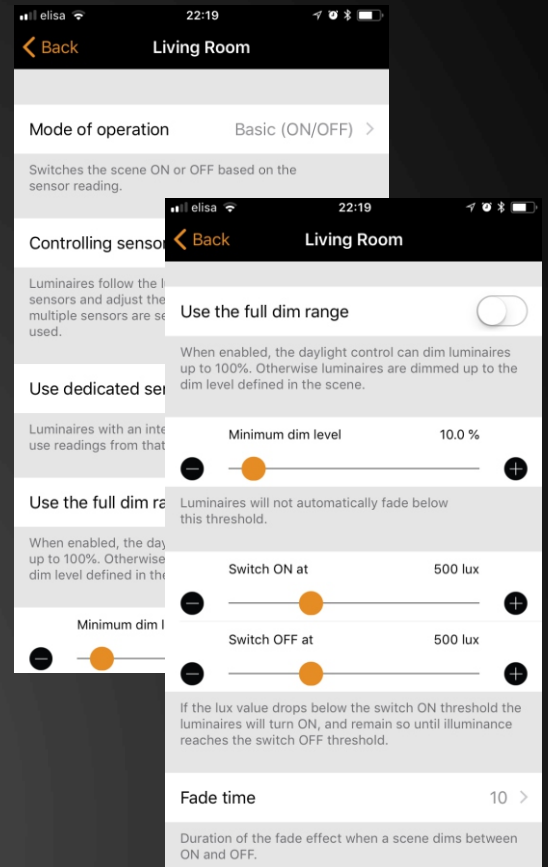 elisa 22:19
Back Living Room
Mode of operation Basic (ON/OFF)
Switches the scene ON or OFF based on the
sensor reading.
Controlling senso
Luminaires follow the
sensors and adjust the
multiple sensors are se
used.
Use dedicated se
Luminaires with an inte
use readings from that
Use the full dim ra
When enabled, the day
up to 100%. Otherwise
dim level defined in the
Minimum dim l
elisa 22:19
Back Living Room
Use the full dim range
When enabled, the daylight control can dim luminaires
up to 100%. Otherwise luminaires are dimmed up to the
dim level defined in the scene.
Minimum dim level 10.0 %
Luminaires will not automatically fade below
this threshold.
Switch ON at 500 lux
Switch OFF at 500 lux
If the lux value drops below the switch ON threshold the
luminaires will turn ON, and remain so until illuminance
reaches the switch OFF threshold.
Fade time 10
Duration of the fade effect when a scene dims between
ON and OFF.